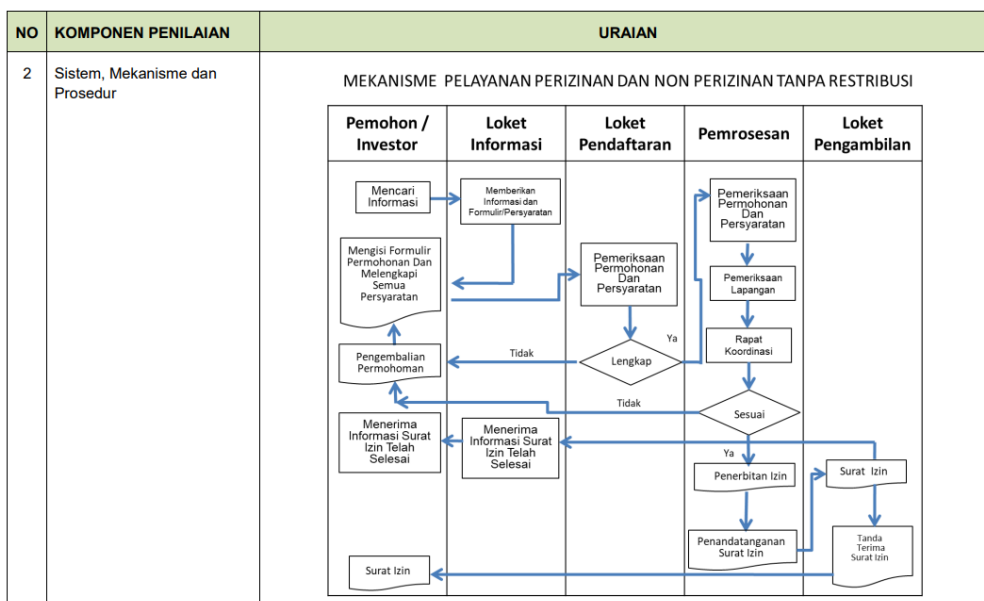 NO
KOMPONEN PENILAIAN
URAIAN
2
Sistem, Mekanisme dan
Prosedur
MEKANISME PELAYANAN PERIZINAN DAN NON PERIZINAN TANPA RESTRIBUSI
Pemohon /
Investor
Loket
Informasi
Loket
Pendaftaran
Pemrosesan
Loket
Pengambilan
Mencari
Informasi
Memberikan
Informasi dan
Formulir/Persyaratan
Pemeriksaan
Permohonan
Dan
Persyaratan
Mengisi Formulir
Permohonan Dan
Melengkapi
Semua
Persyaratan
Pemeriksaan
Permohonan
Dan
Persyaratan
Pemeriksaan
Lapangan
Pengembalian
Permohoman
Tidak
Lengkap
Ya
Rapat
Koordinasi
Tidak
Sesuai
Menerima
Informasi Surat
Izin Telah
Selesai
Menerima
Informasi Surat
Izin Telah
Selesai
Ya
Penerbitan Izin
Surat Izin
Penandatanganan
Surat Izin
Tanda
Terima
Surat Izin
Surat Izin